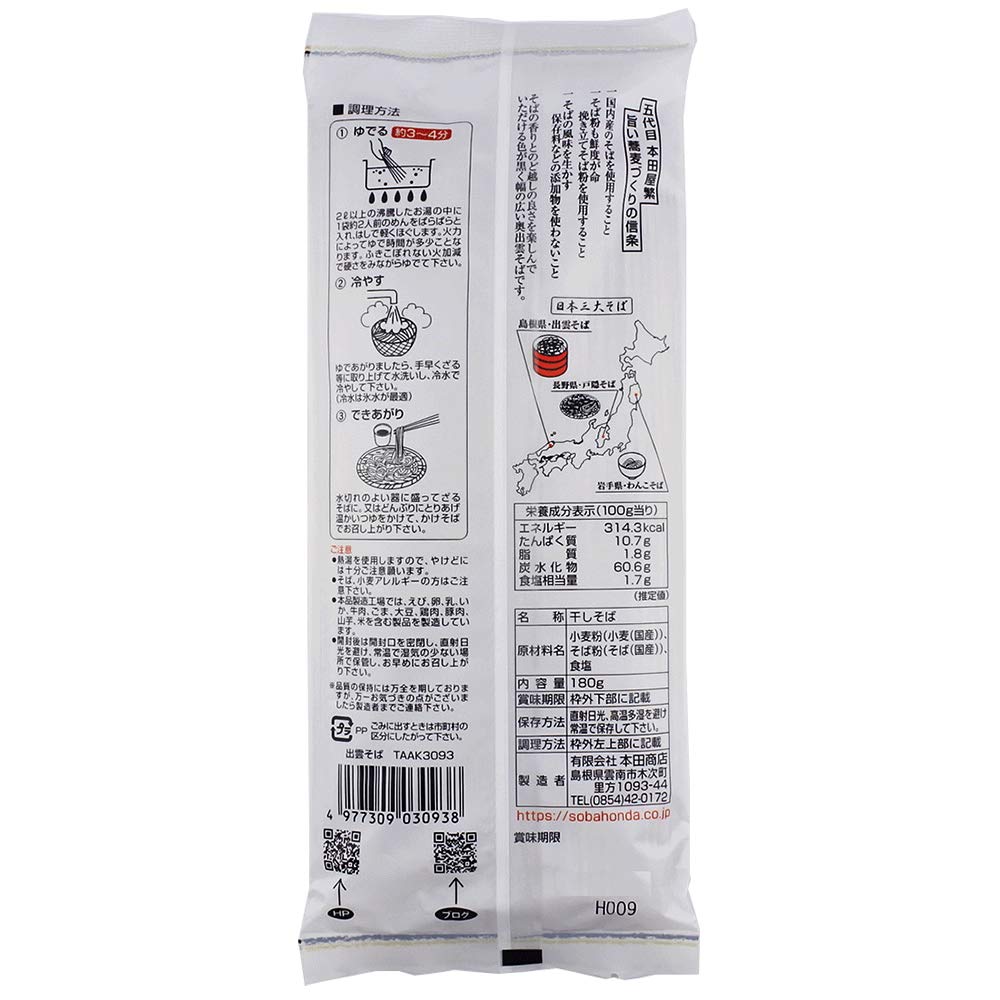 五代目 本田屋繁
旨い蕎麦づくりの信条
一 国内産のそばを使用すること
一 そば粉も鮮度が命
挽き立てそば粉を使用すること
一 そばの風味を生かす
保存料などの添加物を使わないこと
そばの香りとのど越しの良さを楽しんで
いただける色が黒く幅の広い奥出雲そばです。
日本三大そば
島根県・出雲そば
長野県・戸隠そば
岩手県・わんこそば
■調理方法
① ゆでる 約3〜4分
2ℓ以上の沸騰したお湯の中に
1袋約2人前のめんをぱらぱらと
入れ、はしで軽くほぐします。火力
によってゆで時間が多少ことな
ります。ふきこぼれない火加減
で硬さをみながらゆでて下さい。
② 冷やす
ゆであがりましたら、手早くざる
等に取り上げて水洗いし、冷水で
冷やして下さい。
(冷水は氷水が最適)
③ できあがり
水切れのよい器に盛ってざる
そばに。又はどんぶりにとりあげ
温かいつゆをかけて、かけそば
でお召し上がり下さい。
ご注意
●熱湯を使用しますので、やけどに
は十分ご注意願います。
●そば、小麦アレルギーの方はご注
意下さい。
●本品製造工場では、えび、卵、乳、い
か、牛肉、ごま、大豆、鶏肉、豚肉、
山芋、米を含む製品を製造してい
ます。
●開封後は開封口を密閉し、直射日
光を避け、常温で湿気の少ない場
所で保管し、お早めにお召し上が
り下さい。
※品質の保持には万全を期しておりま
すが、万一お気づきの点がございま
したら製造者までご連絡下さい。
プラ PP ごみに出すときは市町村の
区分にしたがって下さい。
出雲そば TAAK3093
4 977309 030938
HP
ブログ
栄養成分表示(100g当り)
エネルギー 314.3kcal
たんぱく質 10.7g
脂質 1.8g
炭水化物 60.6g
食塩相当量 1.7g
(推定値)
名称 干しそば
原材料名 小麦粉(小麦(国産))、
そば粉(そば(国産))、
食塩
内容量 180g
賞味期限 枠外下部に記載
保存方法 直射日光、高温多湿を避け
常温で保存して下さい。
調理方法 枠外左上部に記載
製造者 有限会社 本田商店
島根県雲南市木次町
里方1093-44
TEL(0854)42-0172
https://sobahonda.co.jp
賞味期限
H009